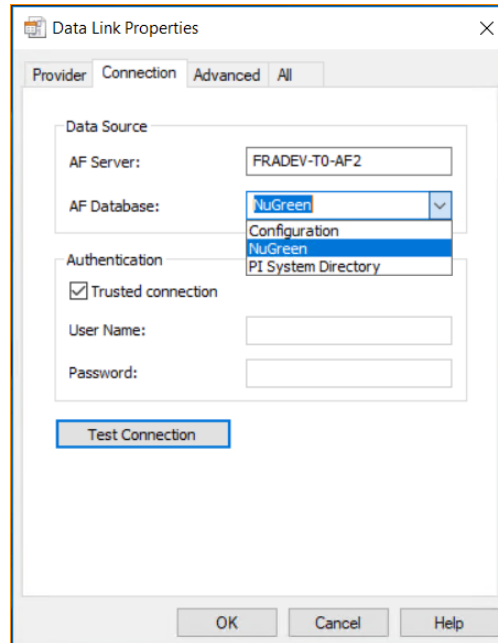 Data Link Properties
Provider Connection Advanced All
Data Source
AF Server: FRADEV-T0-AF2
AF Database: NuGreen
Configuration
NuGreen
PI System Directory
Authentication
Trusted connection
User Name:
Password:
Test Connection
OK Cancel Help